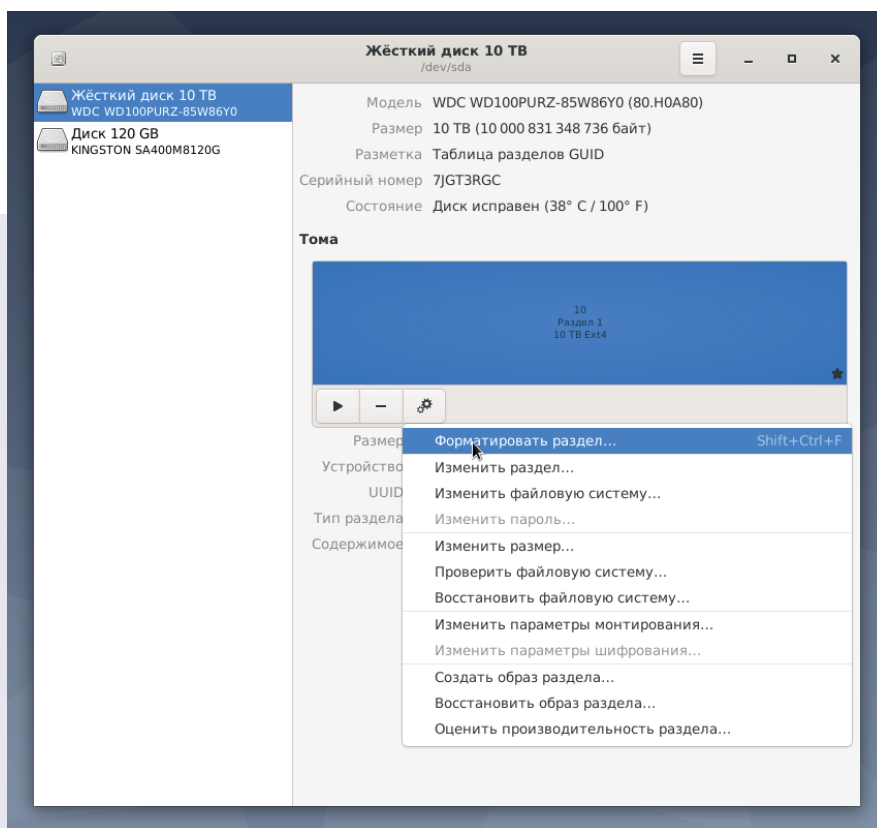 Жёсткий диск 10 TB
/dev/sda
Жёсткий диск 10 TB
WDC WD100PURZ-85W86Y0
Диск 120 GB
KINGSTON SA400M8120G
Модель WDC WD100PURZ-85W86Y0 (80.H0A80)
Размер 10 TB (10 000 831 348 736 байт)
Разметка Таблица разделов GUID
Серийный номер 7JGT3RGC
Состояние Диск исправен (38° C / 100° F)
Тома
10
Раздел 1
10 TB Ext4
Размер
Устройство
UUID
Тип раздела
Содержимое
Форматировать раздел... Shift+Ctrl+F
Изменить раздел...
Изменить файловую систему...
Изменить пароль...
Изменить размер...
Проверить файловую систему...
Восстановить файловую систему...
Изменить параметры монтирования...
Изменить параметры шифрования...
Создать образ раздела...
Восстановить образ раздела...
Оценить производительность раздела...